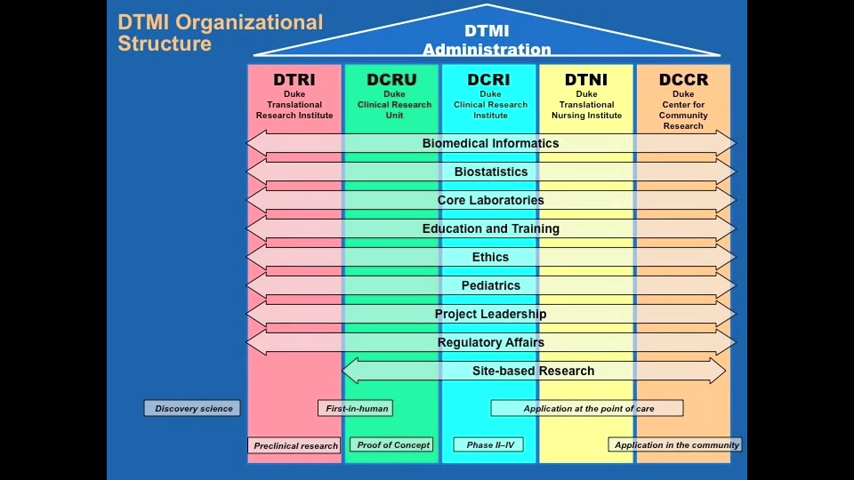 DTMI Organizational
Structure
DTMI
Administration
DTRI
Duke
Translational
Research Institute
DCRU
Duke
Clinical Research
Unit
DCRI
Duke
Clinical Research
Institute
DTNI
Duke
Translational
Nursing Institute
DCCR
Duke
Center for
Community
Research
Biomedical Informatics
Biostatistics
Core Laboratories
Education and Training
Ethics
Pediatrics
Project Leadership
Regulatory Affairs
Site-based Research
Discovery science
First-in-human
Application at the point of care
Preclinical research
Proof of Concept
Phase II–IV
Application in the community